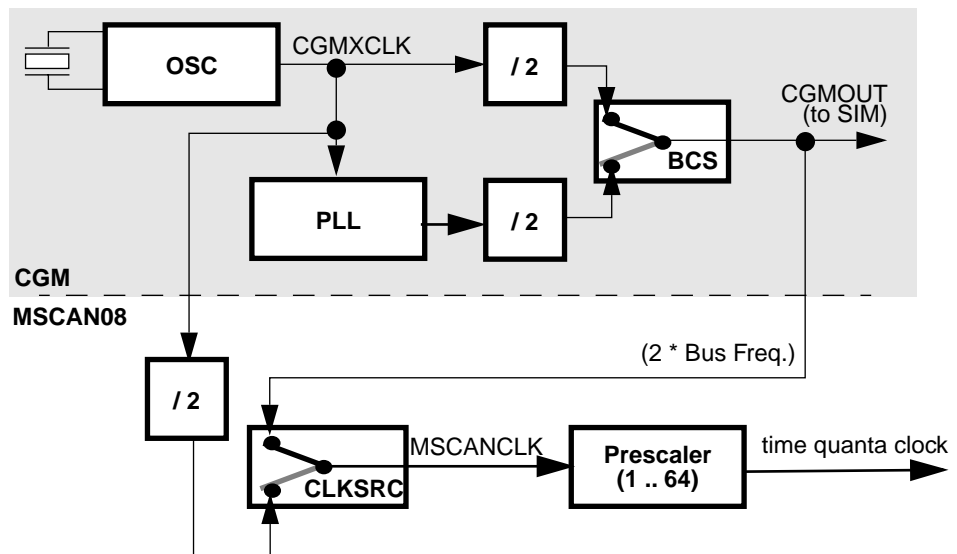 CGMXCLK
OSC
/ 2
CGMOUT
(to SIM)
BCS
PLL
/ 2
CGM
MSCAN08
(2 * Bus Freq.)
/ 2
MSCANCLK
CLKSRC
Prescaler
(1 .. 64)
time quanta clock